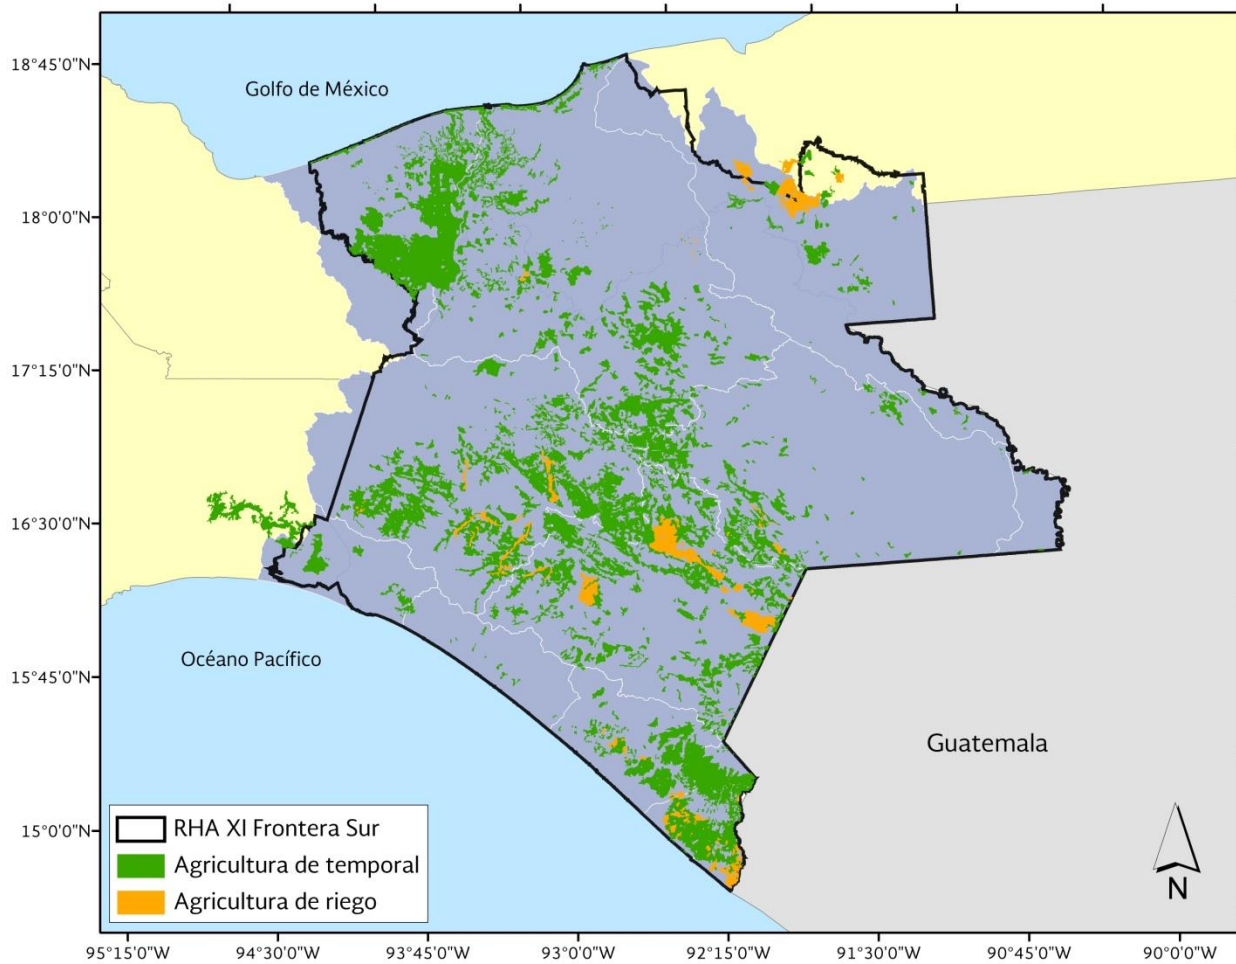 18°45'0"N
Golfo de México
18°0'0"N
17°15'0"N
16°30'0"N
15°45'0"N
Océano Pacífico
Guatemala
15°0'0"N
RHA XI Frontera Sur
Agricultura de temporal
Agricultura de riego
N
95°15'0"W 94°30'0"W 93°45'0"W 93°0'0"W 92°15'0"W 91°30'0"W 90°45'0"W 90°0'0"W